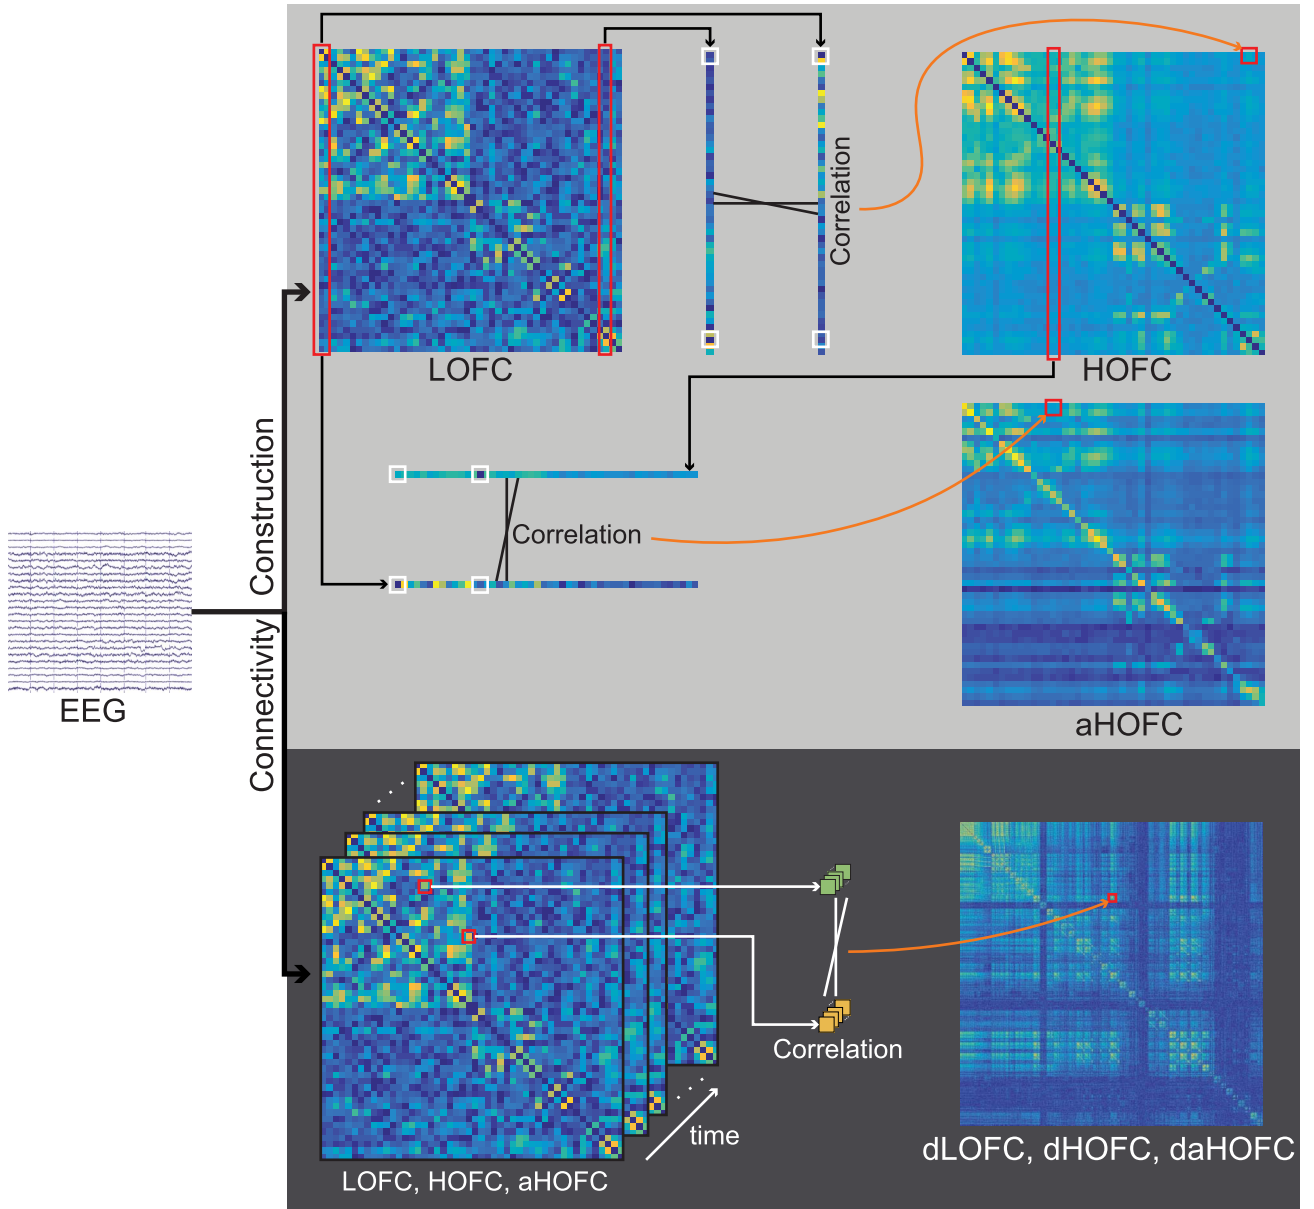 LOFC
Correlation
HOFC
Construction
Correlation
aHOFC
EEG
Connectivity
Correlation
time
LOFC, HOFC, aHOFC
dLOFC, dHOFC, daHOFC